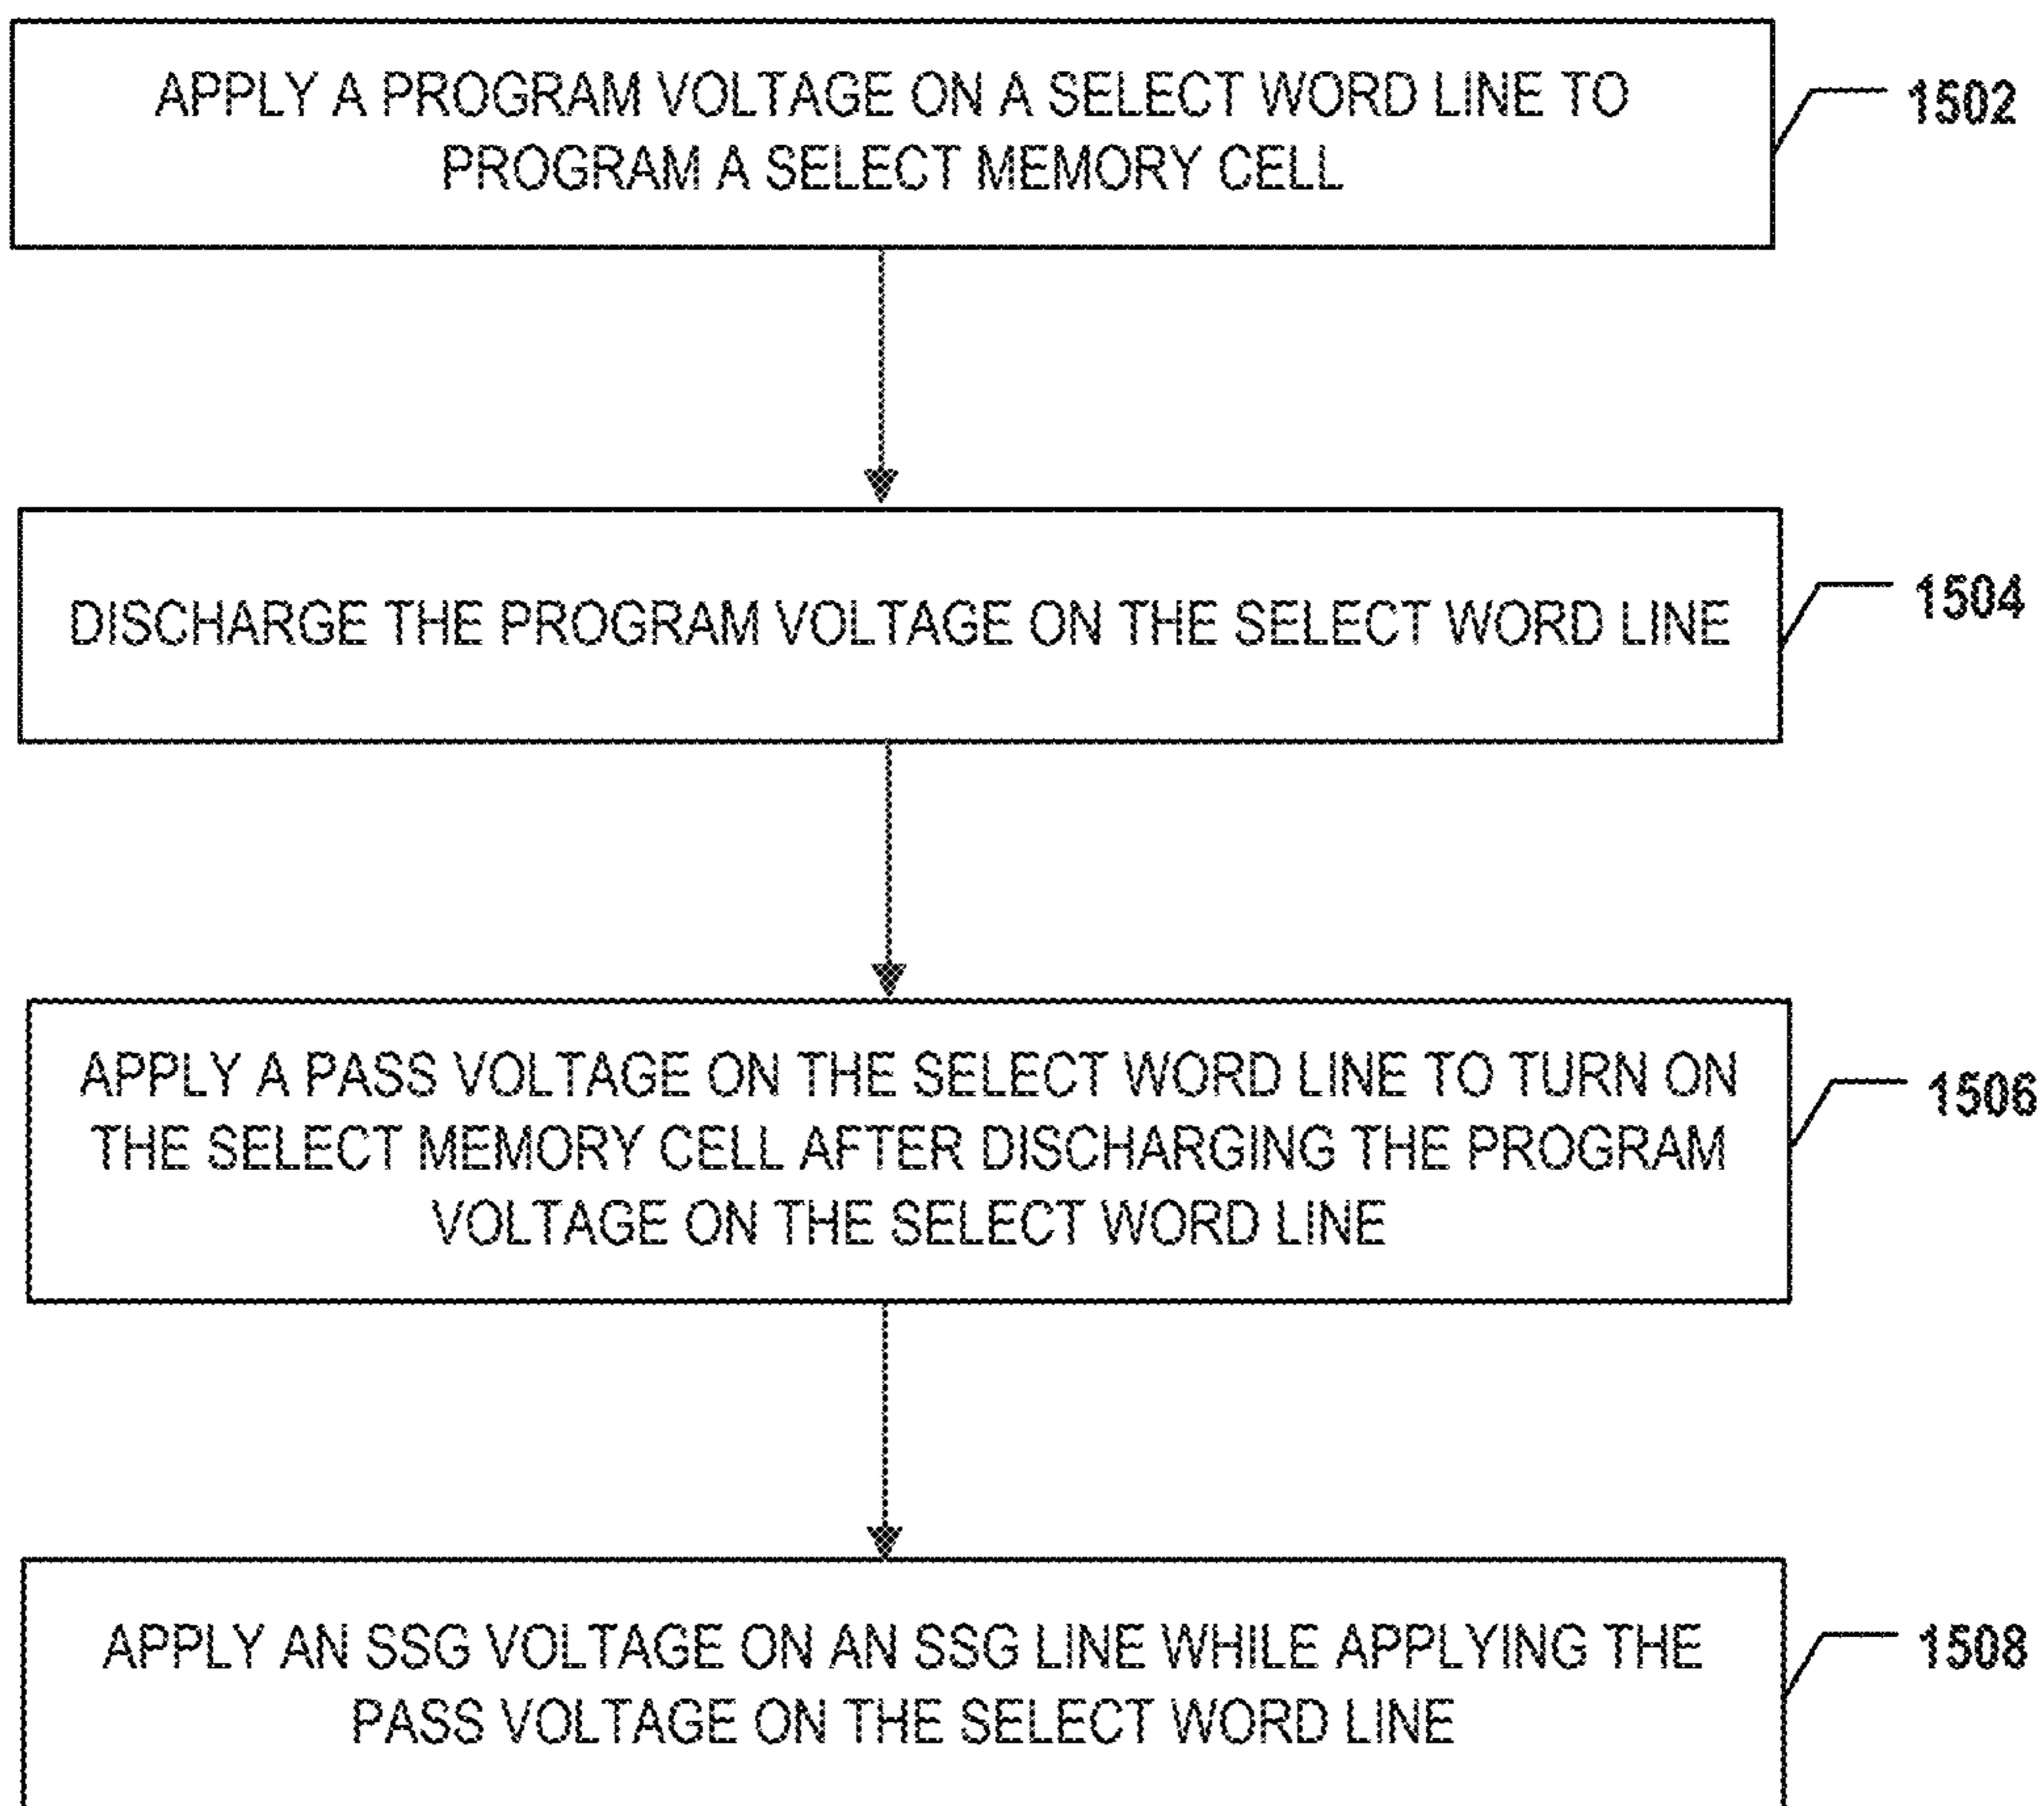 APPLY A PROGRAM VOLTAGE ON A SELECT WORD LINE TO
PROGRAM A SELECT MEMORY CELL
1502
DISCHARGE THE PROGRAM VOLTAGE ON THE SELECT WORD LINE
1504
APPLY A PASS VOLTAGE ON THE SELECT WORD LINE TO TURN ON
THE SELECT MEMORY CELL AFTER DISCHARGING THE PROGRAM
VOLTAGE ON THE SELECT WORD LINE
1506
APPLY AN SSG VOLTAGE ON AN SSG LINE WHILE APPLYING THE
PASS VOLTAGE ON THE SELECT WORD LINE
1508